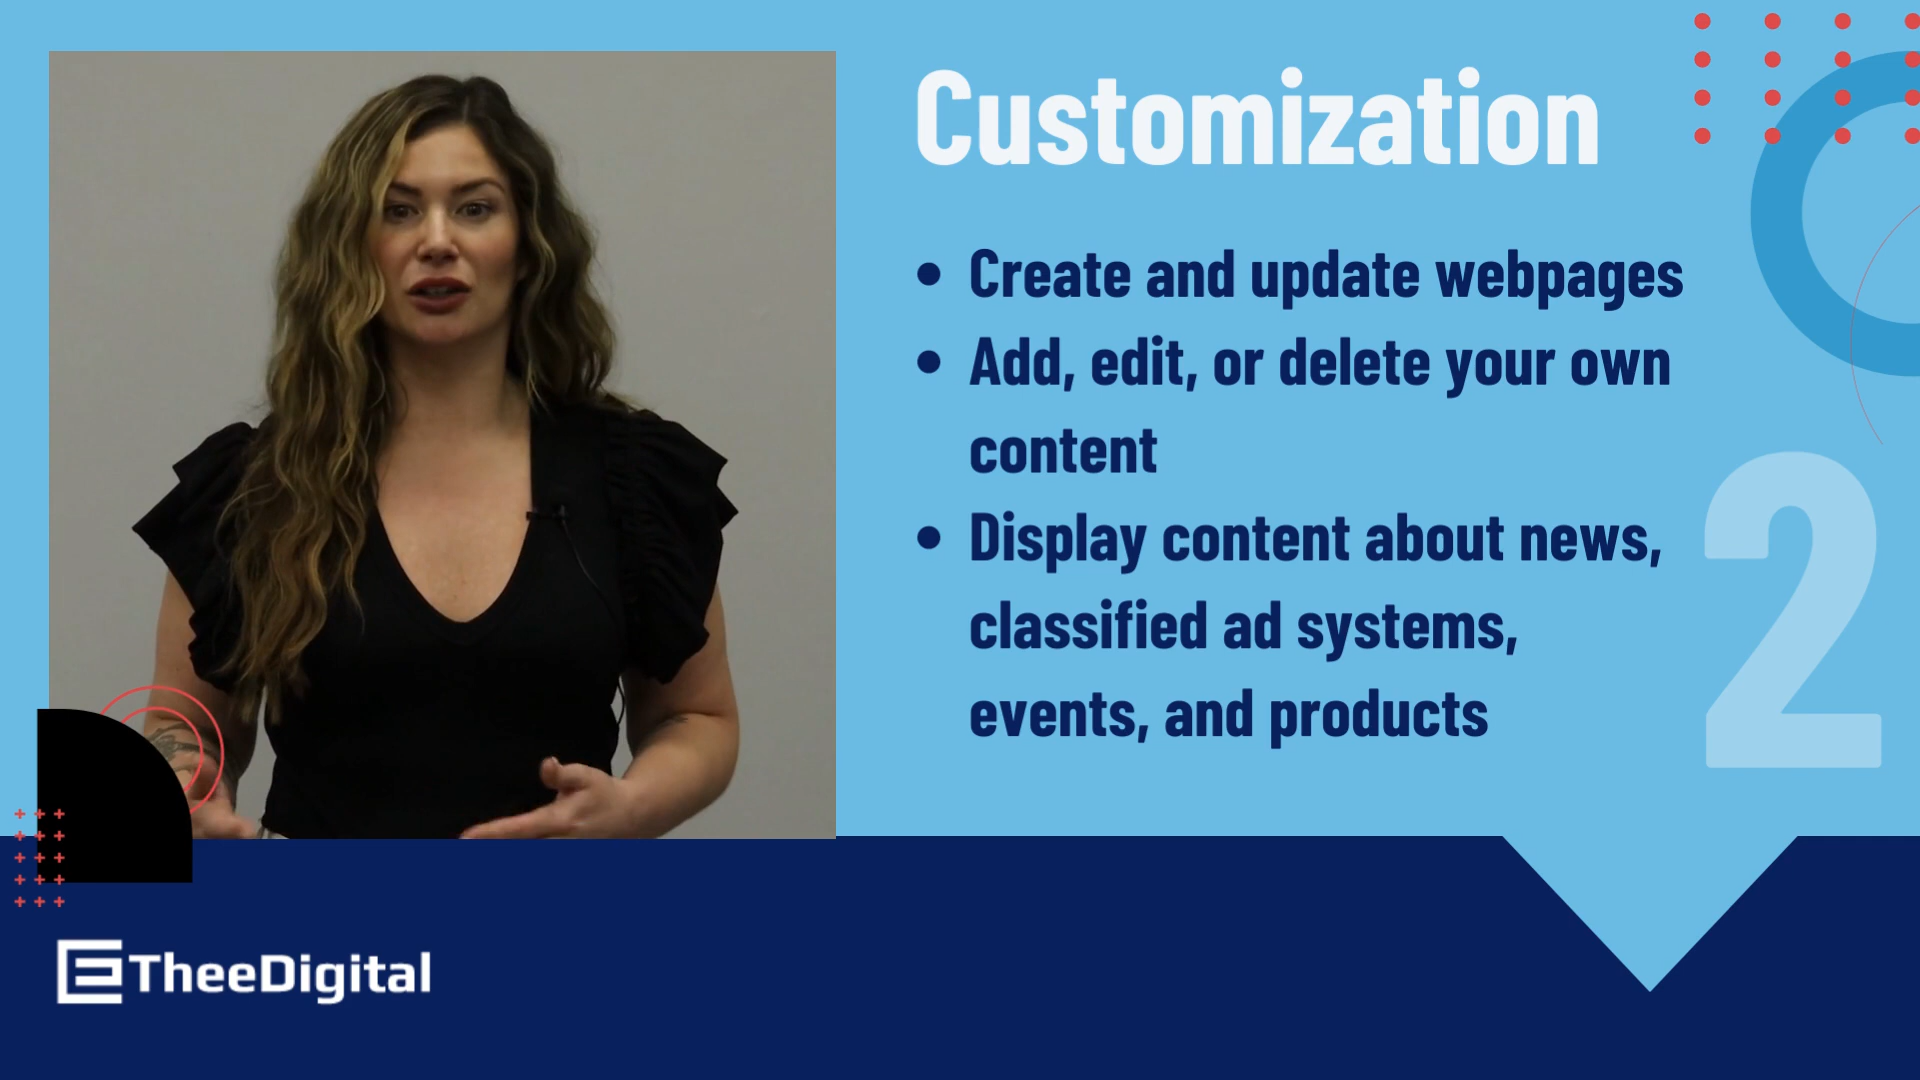 Customization
• Create and update webpages
• Add, edit, or delete your own
content
• Display content about news,
classified ad systems,
events, and products
2
TheeDigital